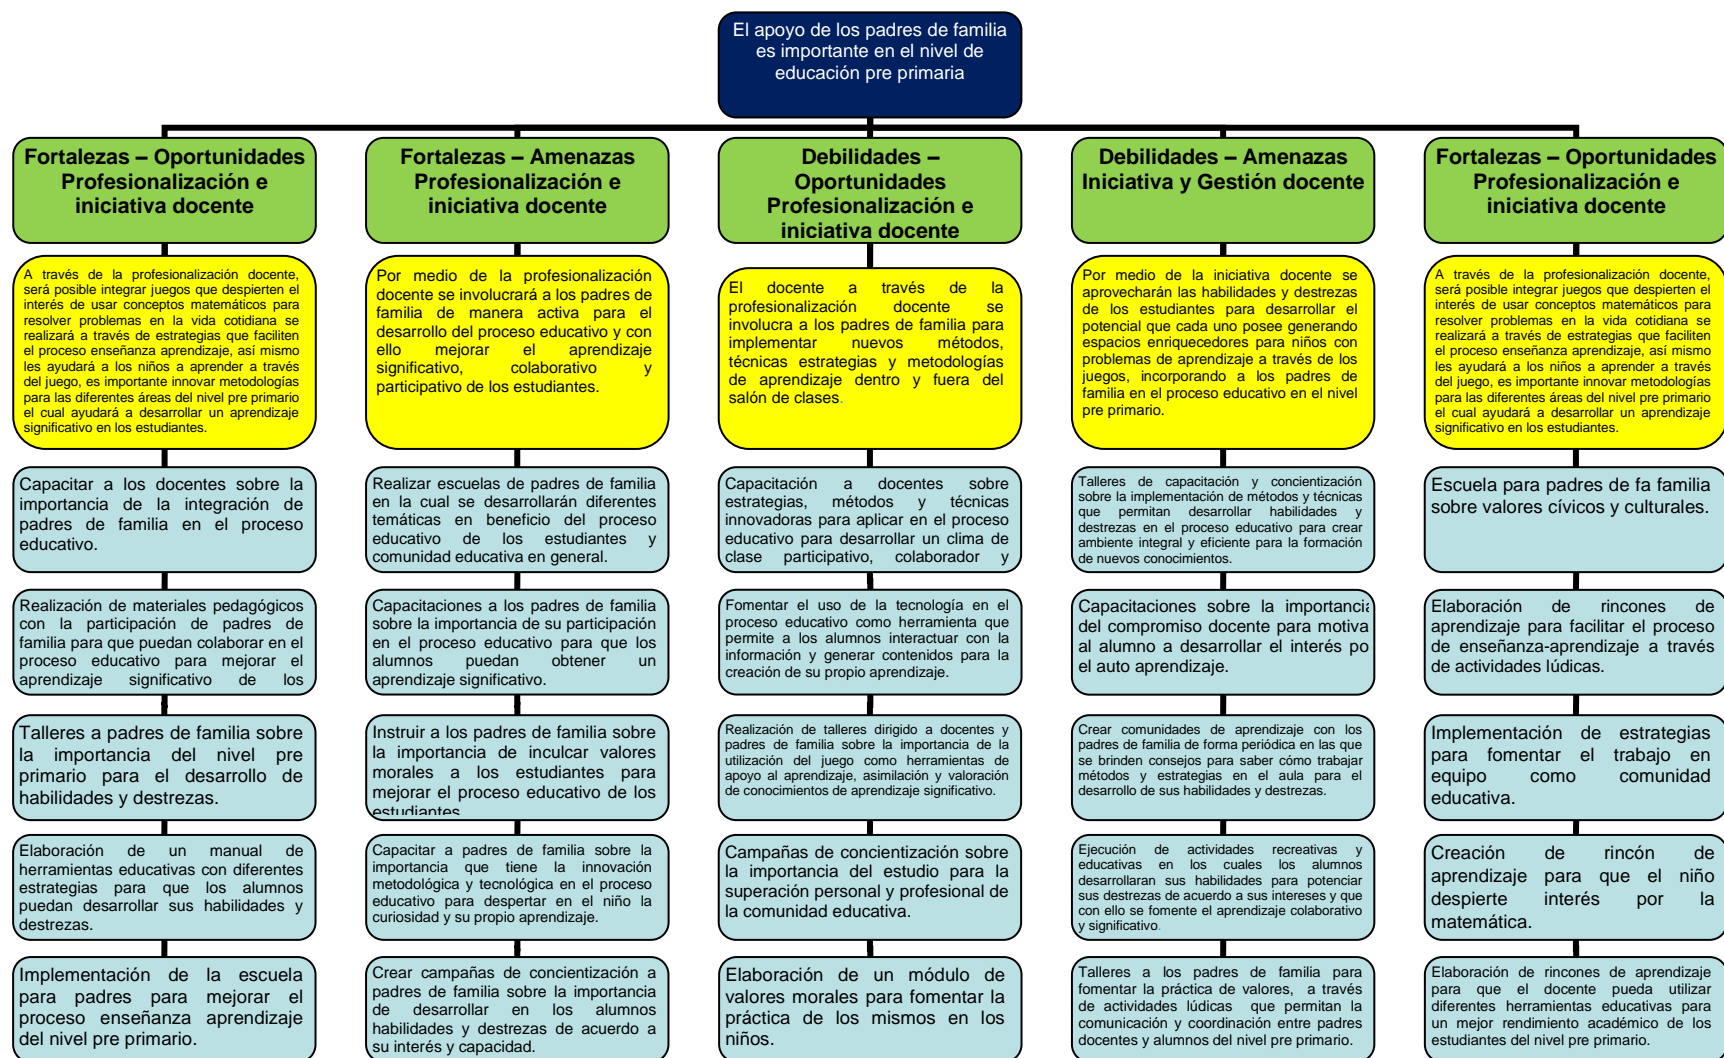 El apoyo de los padres de familia
es importante en el nivel de
educación pre primaria
Fortalezas – Oportunidades
Profesionalización e
iniciativa docente
A través de la profesionalización docente,
será posible integrar juegos que despierten el
interés de usar conceptos matemáticos para
resolver problemas en la vida cotidiana se
realizará a través de estrategias que faciliten
el proceso enseñanza aprendizaje, así mismo
les ayudará a los niños a aprender a través
del juego, es importante innovar metodologías
para las diferentes áreas del nivel pre primario
el cual ayudará a desarrollar un aprendizaje
significativo en los estudiantes.
Capacitar a los docentes sobre la
importancia de la integración de
padres de familia en el proceso
educativo.
Realización de materiales pedagógicos
con la participación de padres de
familia para que puedan colaborar en el
proceso educativo para mejorar el
aprendizaje significativo de los
Talleres a padres de familia sobre
la importancia del nivel pre
primario para el desarrollo de
habilidades y destrezas.
Elaboración de un manual de
herramientas educativas con diferentes
estrategias para que los alumnos
puedan desarrollar sus habilidades y
destrezas.
Implementación de la escuela
para padres para mejorar el
proceso enseñanza aprendizaje
del nivel pre primario.
Fortalezas – Amenazas
Profesionalización e
iniciativa docente
Por medio de la profesionalización
docente se involucrará a los padres de
familia de manera activa para el
desarrollo del proceso educativo y con
ello mejorar el aprendizaje
significativo, colaborativo y
participativo de los estudiantes.
Realizar escuelas de padres de familia
en la cual se desarrollarán diferentes
temáticas en beneficio del proceso
educativo de los estudiantes y
comunidad educativa en general.
Capacitaciones a los padres de familia
sobre la importancia de su participación
en el proceso educativo para que los
alumnos puedan obtener un
aprendizaje significativo.
Instruir a los padres de familia sobre
la importancia de inculcar valores
morales a los estudiantes para
mejorar el proceso educativo de los
estudiantes
Capacitar a padres de familia sobre la
importancia que tiene la innovación
metodológica y tecnológica en el proceso
educativo para despertar en el niño la
curiosidad y su propio aprendizaje.
Crear campañas de concientización a
padres de familia sobre la importancia
de desarrollar en los alumnos
habilidades y destrezas de acuerdo a
su interés y capacidad.
Debilidades –
Oportunidades
Profesionalización e
iniciativa docente
El docente a través de la
profesionalización docente se
involucra a los padres de familia para
implementar nuevos métodos,
técnicas estrategias y metodologías
de aprendizaje dentro y fuera del
salón de clases.
Capacitación a docentes sobre
estrategias, métodos y técnicas
innovadoras para aplicar en el proceso
educativo para desarrollar un clima de
clase participativo, colaborador y
Fomentar el uso de la tecnología en el
proceso educativo como herramienta que
permite a los alumnos interactuar con la
información y generar contenidos para la
creación de su propio aprendizaje.
Realización de talleres dirigido a docentes y
padres de familia sobre la importancia de la
utilización del juego como herramientas de
apoyo al aprendizaje, asimilación y valoración
de conocimientos de aprendizaje significativo.
Campañas de concientización sobre
la importancia del estudio para la
superación personal y profesional de
la comunidad educativa.
Elaboración de un módulo de
valores morales para fomentar la
práctica de los mismos en los
niños.
Debilidades – Amenazas
Iniciativa y Gestión docente
Por medio de la iniciativa docente se
aprovecharán las habilidades y destrezas
de los estudiantes para desarrollar el
potencial que cada uno posee generando
espacios enriquecedores para niños con
problemas de aprendizaje a través de los
juegos, incorporando a los padres de
familia en el proceso educativo en el nivel
pre primario.
Talleres de capacitación y concientización
sobre la implementación de métodos y técnicas
que permitan desarrollar habilidades y
destrezas en el proceso educativo para crear
ambiente integral y eficiente para la formación
de nuevos conocimientos.
Capacitaciones sobre la importancia
del compromiso docente para motiva
al alumno a desarrollar el interés po
el auto aprendizaje.
Crear comunidades de aprendizaje con los
padres de familia de forma periódica en las que
se brinden consejos para saber cómo trabajar
métodos y estrategias en el aula para el
desarrollo de sus habilidades y destrezas.
Ejecución de actividades recreativas y
educativas en los cuales los alumnos
desarrollaran sus habilidades para potenciar
sus destrezas de acuerdo a sus intereses y que
con ello se fomente el aprendizaje colaborativo
y significativo.
Talleres a los padres de familia para
fomentar la práctica de valores, a través
de actividades lúdicas que permitan la
comunicación y coordinación entre padres
docentes y alumnos del nivel pre primario.
Fortalezas – Oportunidades
Profesionalización e
iniciativa docente
A través de la profesionalización docente,
será posible integrar juegos que despierten el
interés de usar conceptos matemáticos para
resolver problemas en la vida cotidiana se
realizará a través de estrategias que faciliten
el proceso enseñanza aprendizaje, así mismo
les ayudará a los niños a aprender a través
del juego, es importante innovar metodologías
para las diferentes áreas del nivel pre primario
el cual ayudará a desarrollar un aprendizaje
significativo en los estudiantes.
Escuela para padres de fa familia
sobre valores cívicos y culturales.
Elaboración de rincones de
aprendizaje para facilitar el proceso
de enseñanza-aprendizaje a través
de actividades lúdicas.
Implementación de estrategias
para fomentar el trabajo en
equipo como comunidad
educativa.
Creación de rincón de
aprendizaje para que el niño
despierte interés por la
matemática.
Elaboración de rincones de aprendizaje
para que el docente pueda utilizar
diferentes herramientas educativas para
un mejor rendimiento académico de los
estudiantes del nivel pre primario.